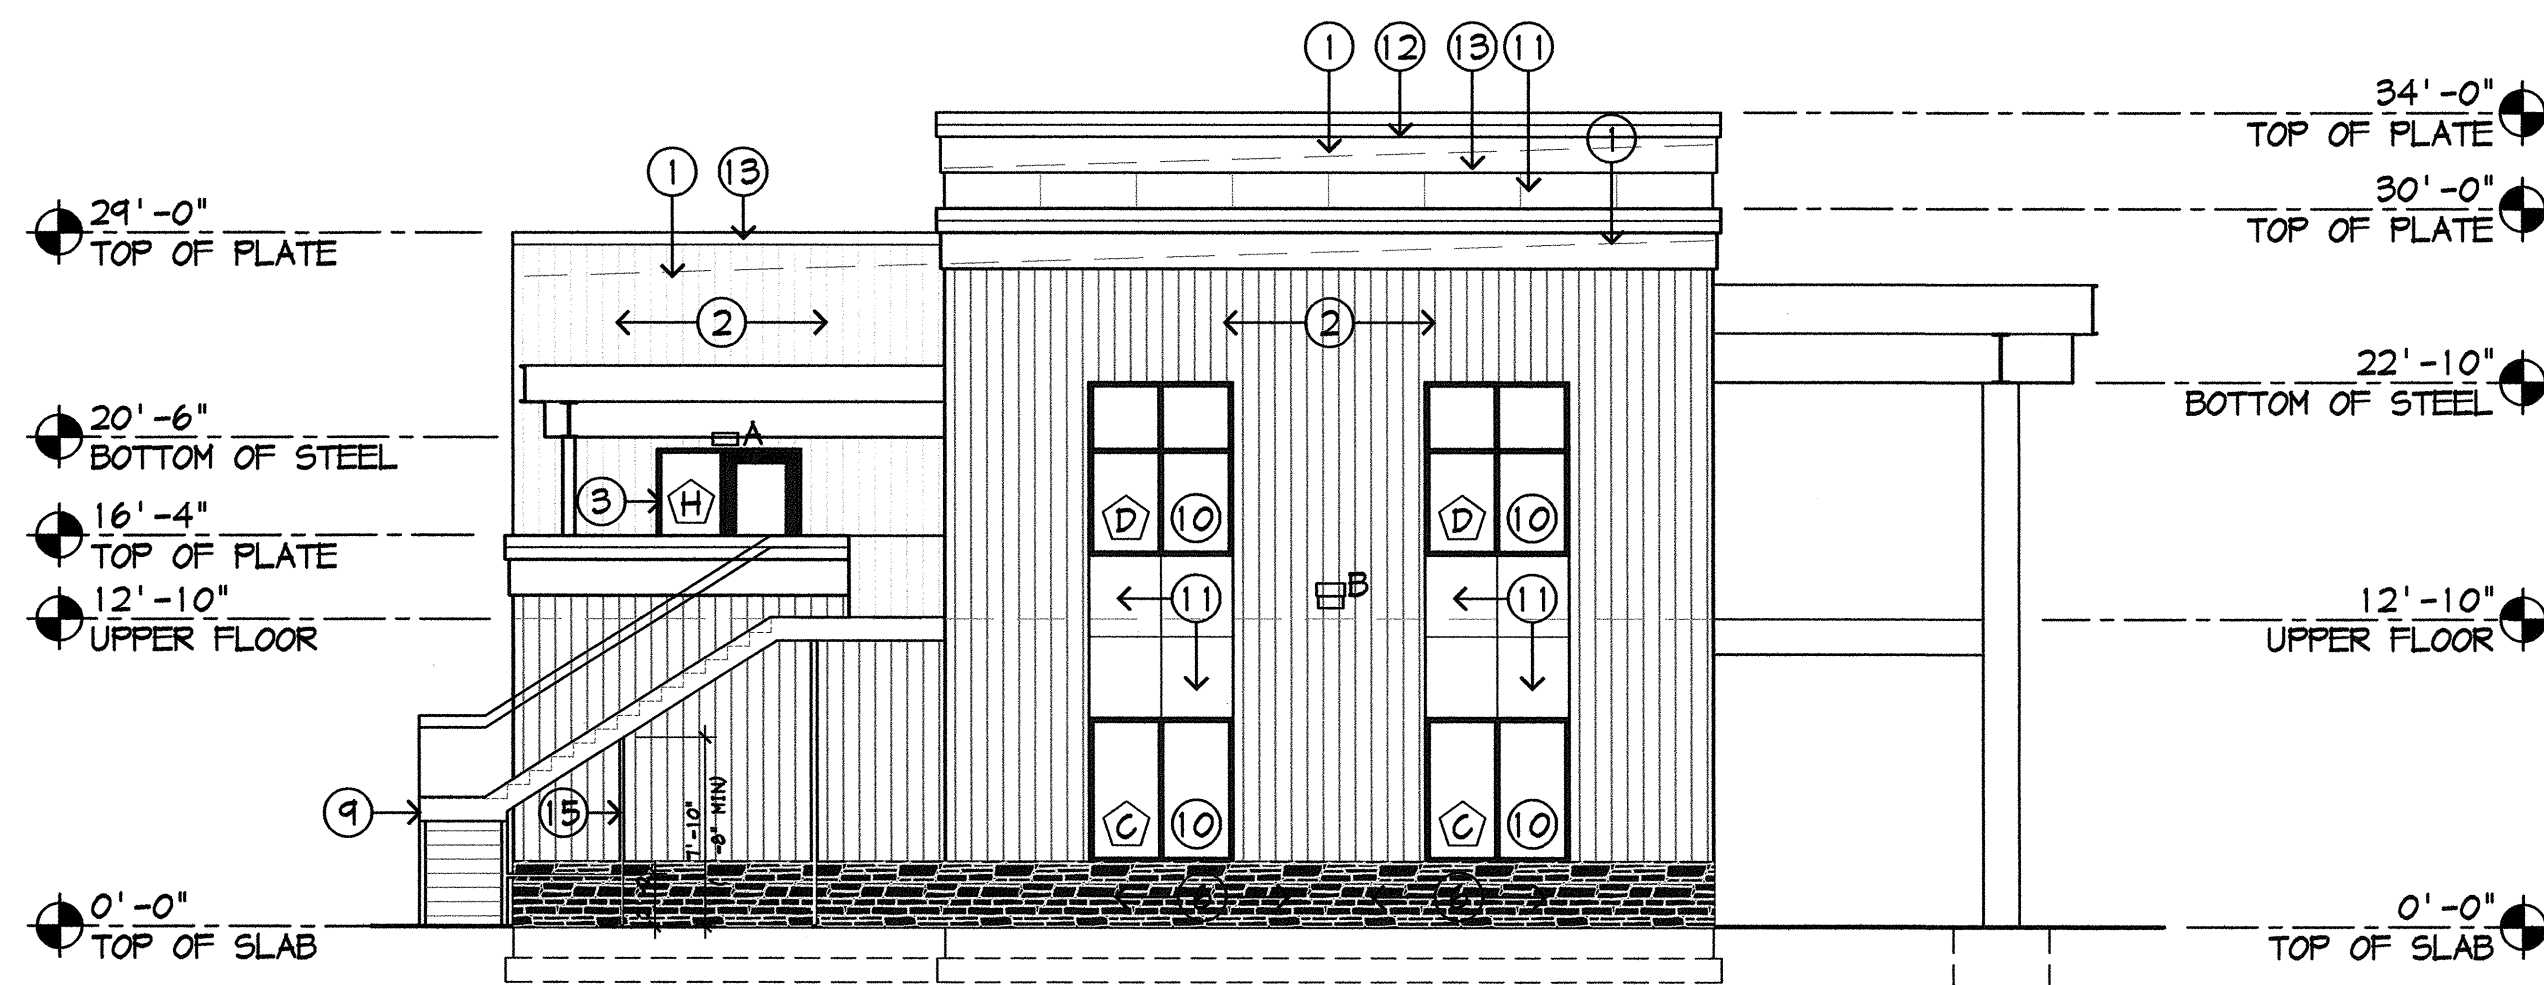 1 12 13 11
34'-0"
TOP OF PLATE
1
1 13
30'-0"
TOP OF PLATE
29'-0"
TOP OF PLATE
2
2
22'-10"
BOTTOM OF STEEL
20'-6"
BOTTOM OF STEEL
A
3
H
D 10
D 10
16'-4"
TOP OF PLATE
B
11
11
12'-10"
UPPER FLOOR
12'-10"
UPPER FLOOR
9
15
7'-10"
-8" MIN)
C 10
C 10
6
6
0'-0"
TOP OF SLAB
0'-0"
TOP OF SLAB